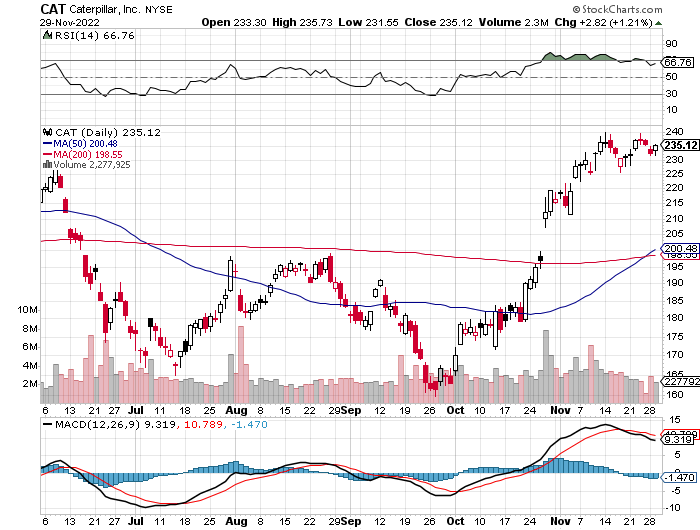 CAT Caterpillar, Inc. NYSE
© StockCharts.com
29-Nov-2022
Open 233.30 High 235.73 Low 231.55 Close 235.12 Volume 2.3M Chg +2.82 (+1.21%)
RSI(14) 66.76
90
70
66.76
50
30
10
CAT (Daily) 235.12
MA(50) 200.48
MA(200) 198.55
Volume 2,277,925
240
235.12
230
225
220
215
210
205
200.48
198.55
195
190
185
180
175
170
165
160
10M
8M
6M
4M
2M
227792
6 13 21 27 Jul 11 18 25 Aug 8 15 22 29 Sep 12 19 26 Oct 10 17 24 Nov 7 14 21 28
MACD(12,26,9) 9.319, 10.789, -1.470
10.789
9.319
5
0
-1.470
-5
-10
6 13 21 27 Jul 11 18 25 Aug 8 15 22 29 Sep 12 19 26 Oct 10 17 24 Nov 7 14 21 28